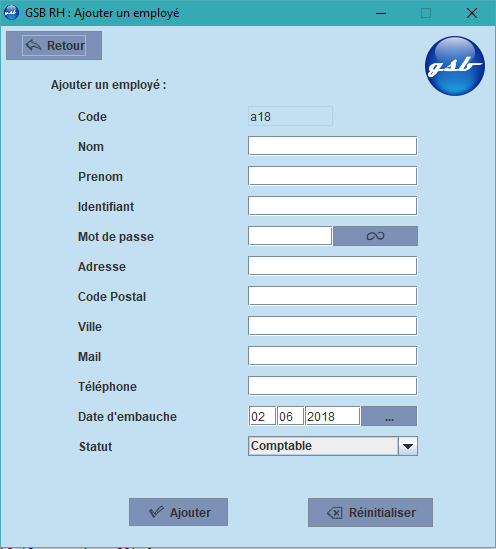 GSB RH : Ajouter un employé
Retour
gsb
Ajouter un employé :
Code a18
Nom
Prenom
Identifiant
Mot de passe
Adresse
Code Postal
Ville
Mail
Téléphone
Date d'embauche 02 06 2018 ...
Statut Comptable
Ajouter Réinitialiser